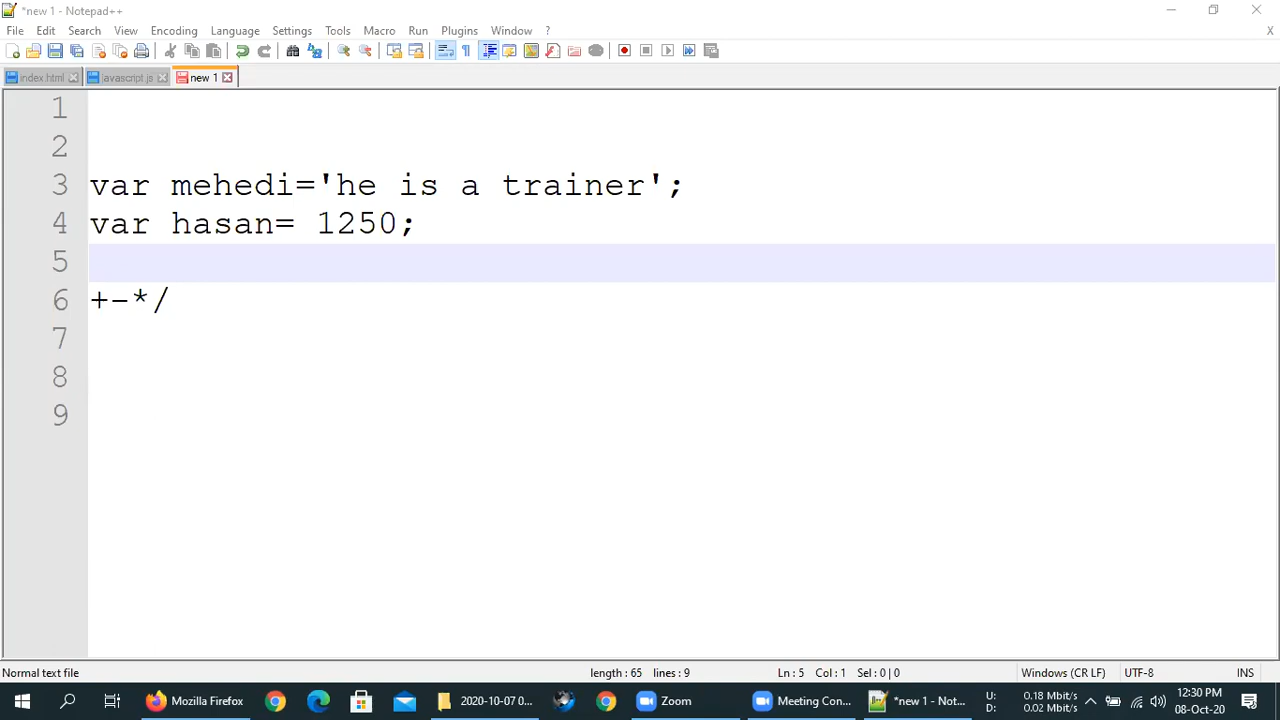 *new 1 - Notepad++
File Edit Search View Encoding Language Settings Tools Macro Run Plugins Window ? X
index.html javascript.js new 1
1
2
3 var mehedi='he is a trainer';
4 var hasan= 1250;
5
6 +-*/
7
8
9
Normal text file length : 65 lines : 9 Ln : 5 Col : 1 Sel : 0 | 0 Windows (CR LF) UTF-8 INS
Mozilla Firefox 2020-10-07 0... Zoom Meeting Con... *new 1 - Not... U: 0.18 Mbit/s 12:30 PM
D: 0.02 Mbit/s 08-Oct-20